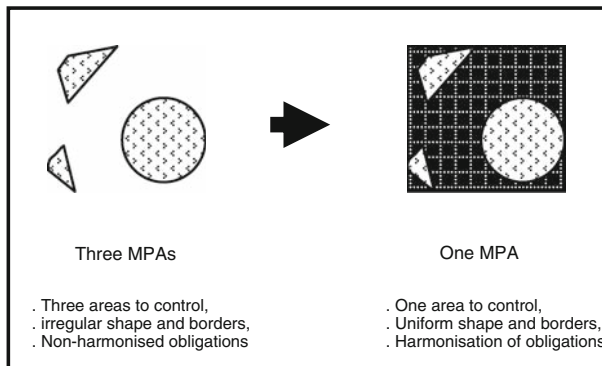 Three MPAs
. Three areas to control,
. irregular shape and borders,
. Non-harmonised obligations
One MPA
. One area to control,
. Uniform shape and borders,
. Harmonisation of obligations